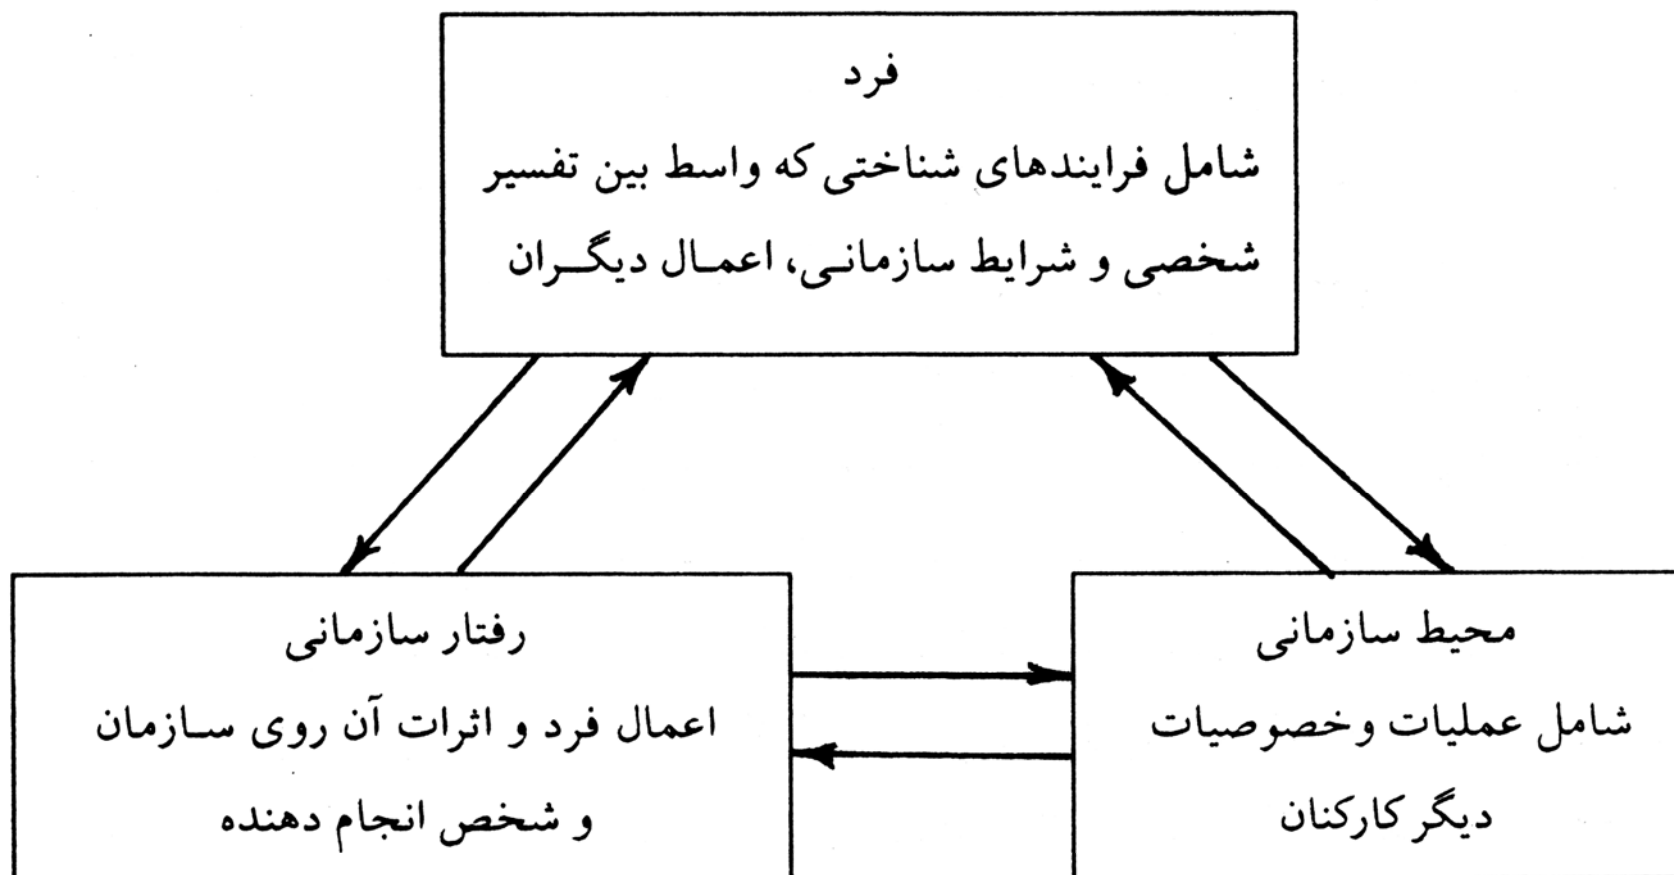 فرد
شامل فرایندهای شناختی که واسط بین تفسیر
شخصی و شرایط سازمانی، اعمال دیگران
محیط سازمانی
شامل عملیات و خصوصیات
دیگر کارکنان
رفتار سازمانی
اعمال فرد و اثرات آن روی سازمان
و شخص انجام دهنده